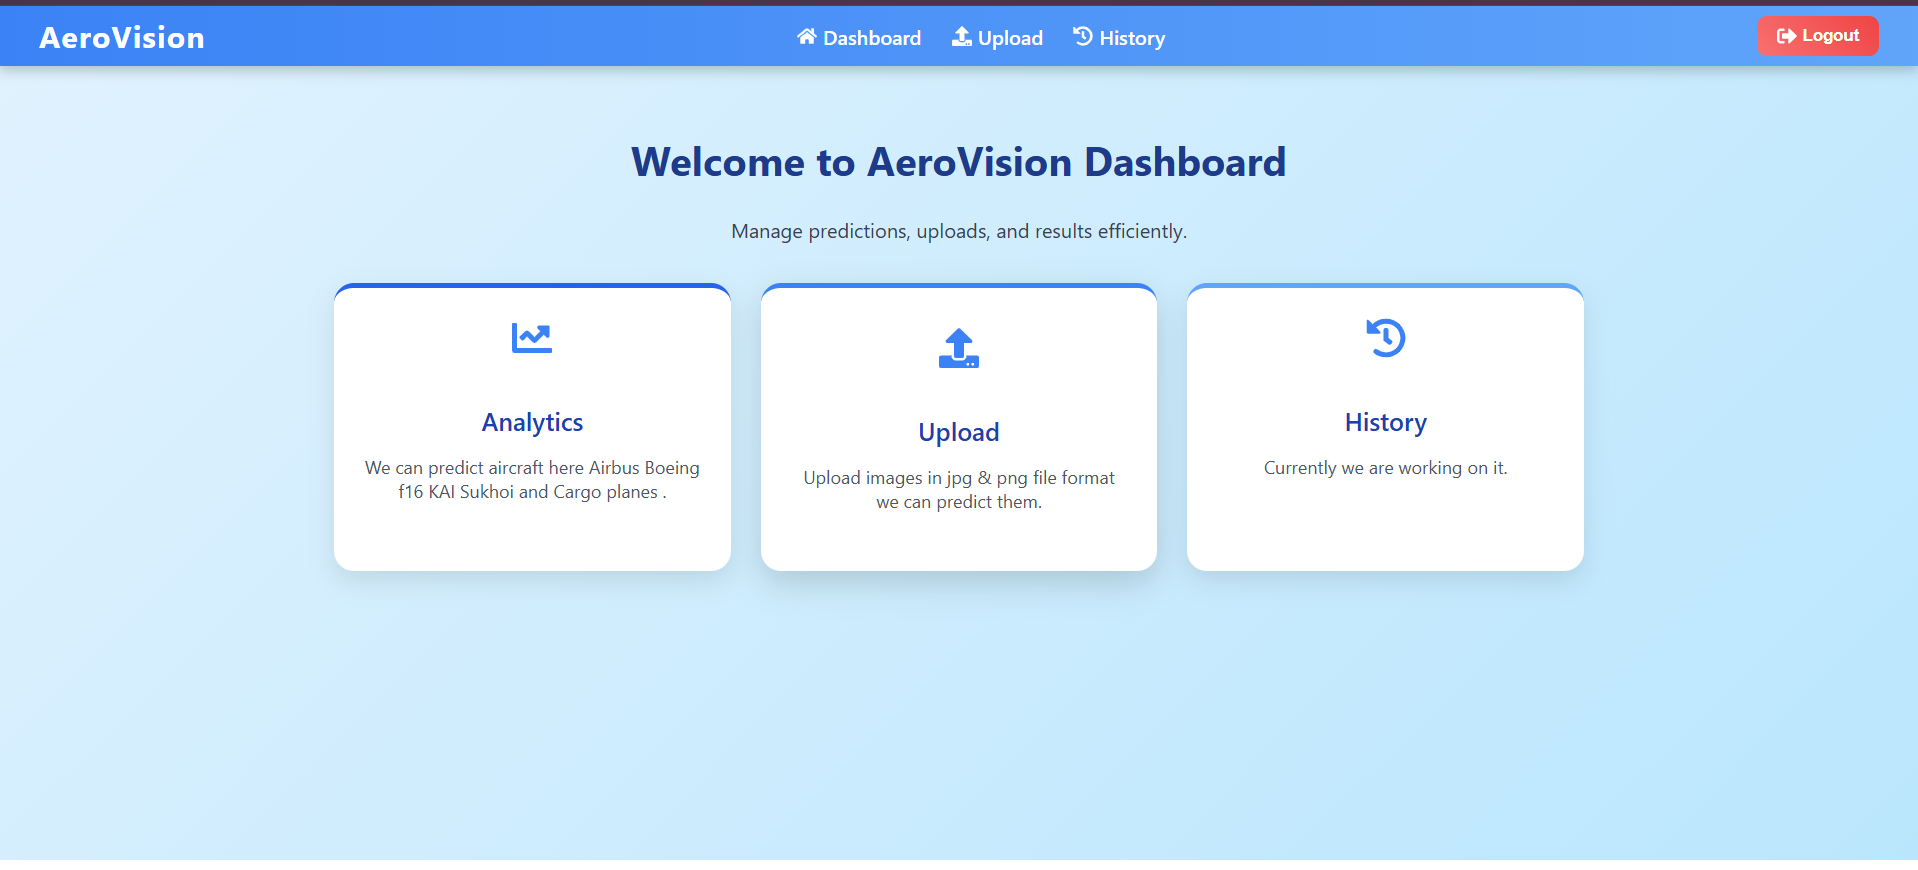 AeroVision
Dashboard
Upload
History
Logout
Welcome to AeroVision Dashboard
Manage predictions, uploads, and results efficiently.
Analytics
We can predict aircraft here Airbus Boeing
f16 KAI Sukhoi and Cargo planes .
Upload
Upload images in jpg & png file format
we can predict them.
History
Currently we are working on it.